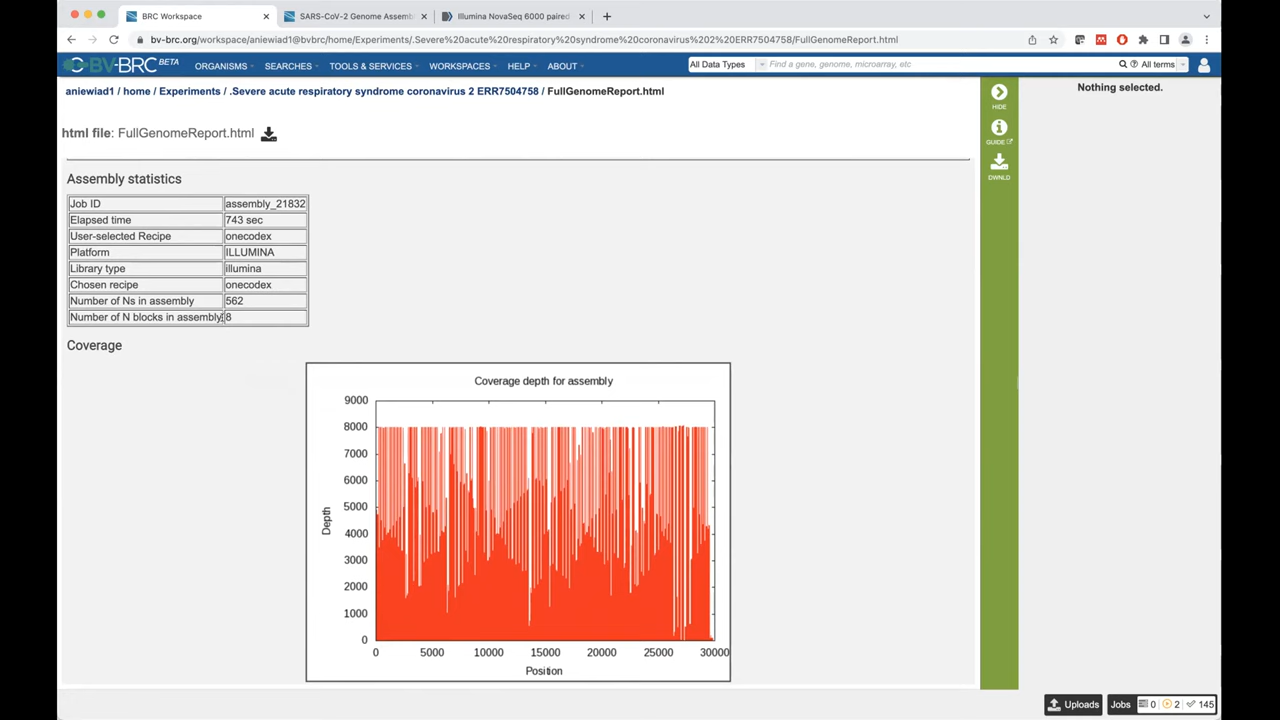 BRC Workspace
SARS-CoV-2 Genome Assemb
Illumina NovaSeq 6000 paired
bv-brc.org/workspace/aniewiad1@bvbrc/home/Experiments/.Severe%20acute%20respiratory%20syndrome%20coronavirus%202%20ERR7504758/FullGenomeReport.html
BV-BRC BETA
ORGANISMS
SEARCHES
TOOLS & SERVICES
WORKSPACES
HELP
ABOUT
All Data Types
Find a gene, genome, microarray, etc
All terms
aniewiad1 / home / Experiments / .Severe acute respiratory syndrome coronavirus 2 ERR7504758 / FullGenomeReport.html
HIDE
GUIDE
DWNLD
Nothing selected.
html file: FullGenomeReport.html
Assembly statistics
Job ID assembly_21832
Elapsed time 743 sec
User-selected Recipe onecodex
Platform ILLUMINA
Library type illumina
Chosen recipe onecodex
Number of Ns in assembly 562
Number of N blocks in assembly 8
Coverage
Coverage depth for assembly
9000
8000
7000
6000
5000
4000
3000
2000
1000
0
Depth
0 5000 10000 15000 20000 25000 30000
Position
Uploads
Jobs 0 2 145